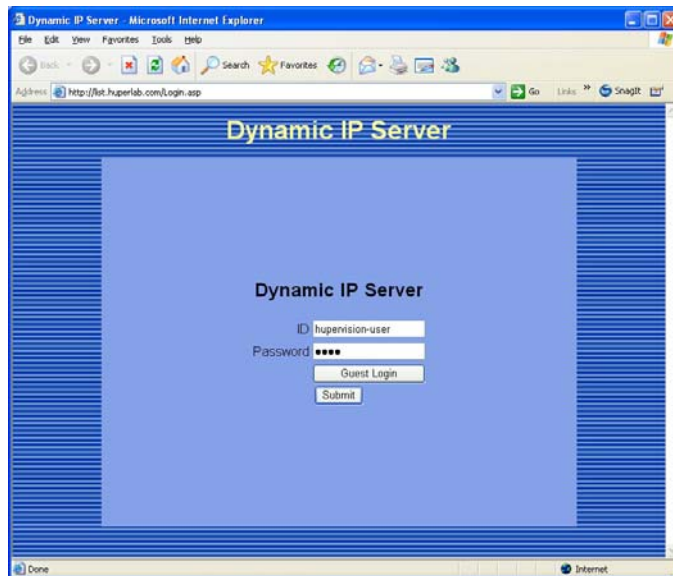 Dynamic IP Server - Microsoft Internet Explorer
File Edit View Favorites Tools Help
Back Search Favorites
Address http://list.huperlab.com/Login.asp Go Links » SnagIt
Dynamic IP Server
Dynamic IP Server
ID hupervision-user
Password ●●●●
Guest Login
Submit
Done Internet